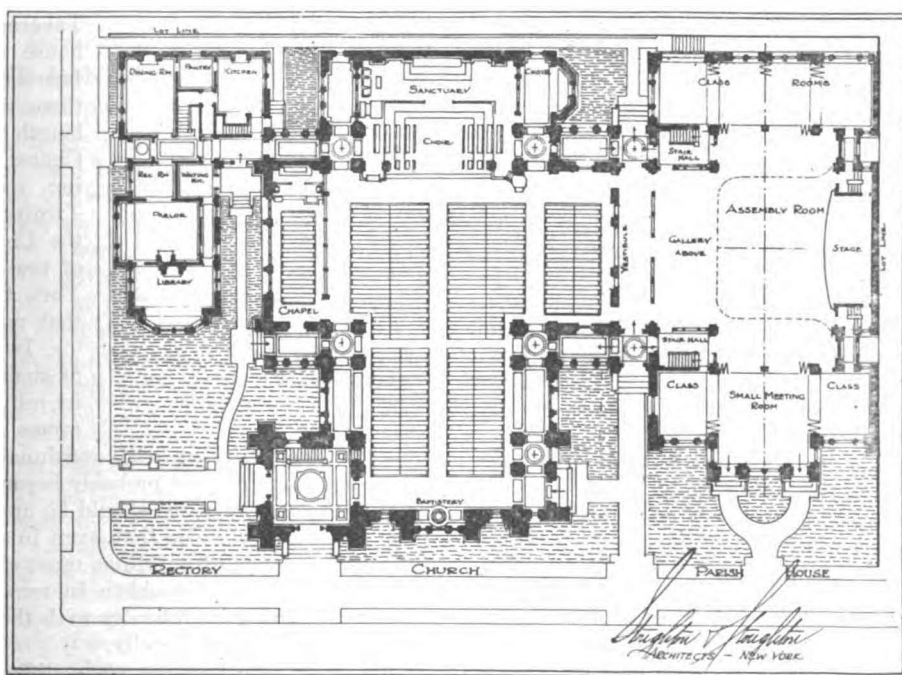 LOT LINE
DINING RM
PANTRY
KITCHEN
SANCTUARY
CHOIR
CLASS
ROOMS
CHOIR
STAIR HALL
REC. RM
WAITING RM.
PARLOR
ASSEMBLY ROOM
VESTIBULE
GALLERY ABOVE
STAGE
LOT LINE
LIBRARY
CHAPEL
STAIR HALL
CLASS
SMALL MEETING ROOM
CLASS
BAPTISTERY
RECTORY
CHURCH
PARISH HOUSE
Stoughton & Stoughton
ARCHITECTS – NEW YORK.